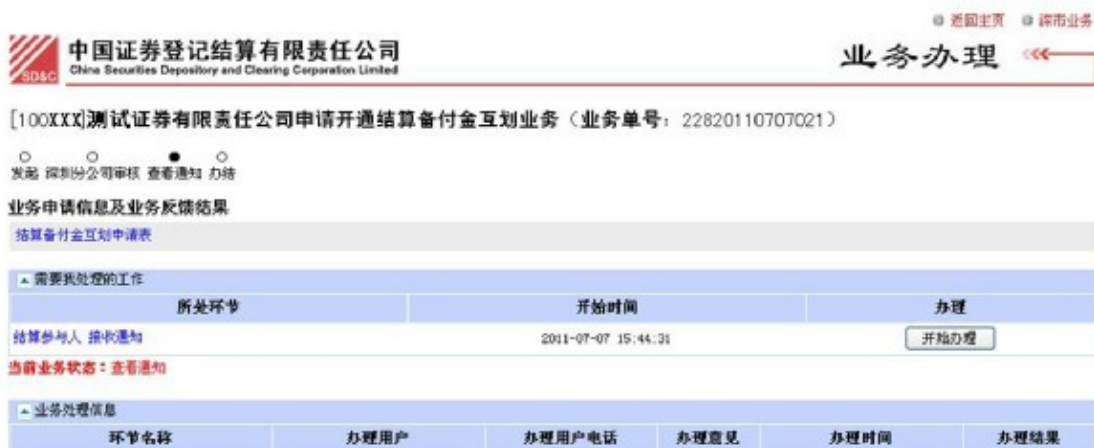 返回主页 深市业务
中国证券登记结算有限责任公司
China Securities Depository and Clearing Corporation Limited
SD&C
业务办理
[100XXX]测试证券有限责任公司申请开通结算备付金互划业务(业务单号:22820110707021)
发起 深圳分公司审核 查看通知 办结
业务申请信息及业务反馈结果
结算备付金互划申请表
需要我处理的工作
所处环节 开始时间 办理
结算参与人 接收通知 2011-07-07 15:44:31 开始办理
当前业务状态:查看通知
业务处理信息
环节名称 办理用户 办理用户电话 办理意见 办理时间 办理结果